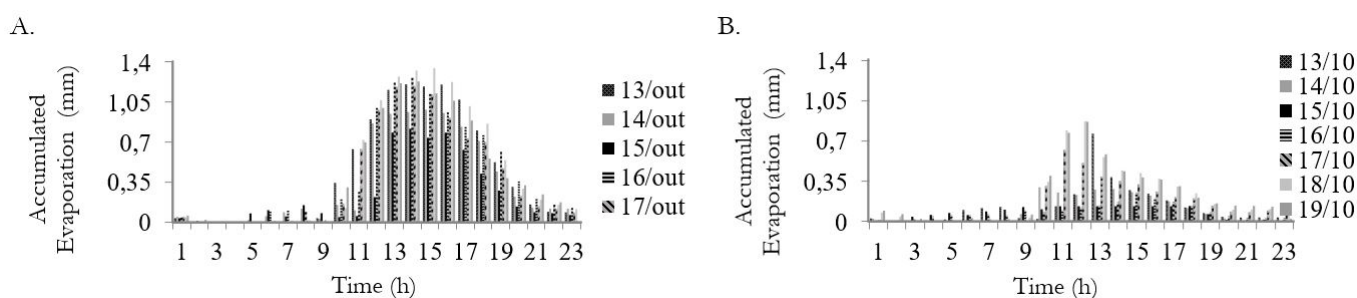 A.
Accumulated
Evaporation (mm)
1,4
1,05
0,7
0,35
0
1 3 5 7 9 11 13 15 17 19 21 23
Time (h)
13/out
14/out
15/out
16/out
17/out
B.
Accumulated
Evaporation (mm)
1,4
1,05
0,7
0,35
0
1 3 5 7 9 11 13 15 17 19 21 23
Time (h)
13/10
14/10
15/10
16/10
17/10
18/10
19/10